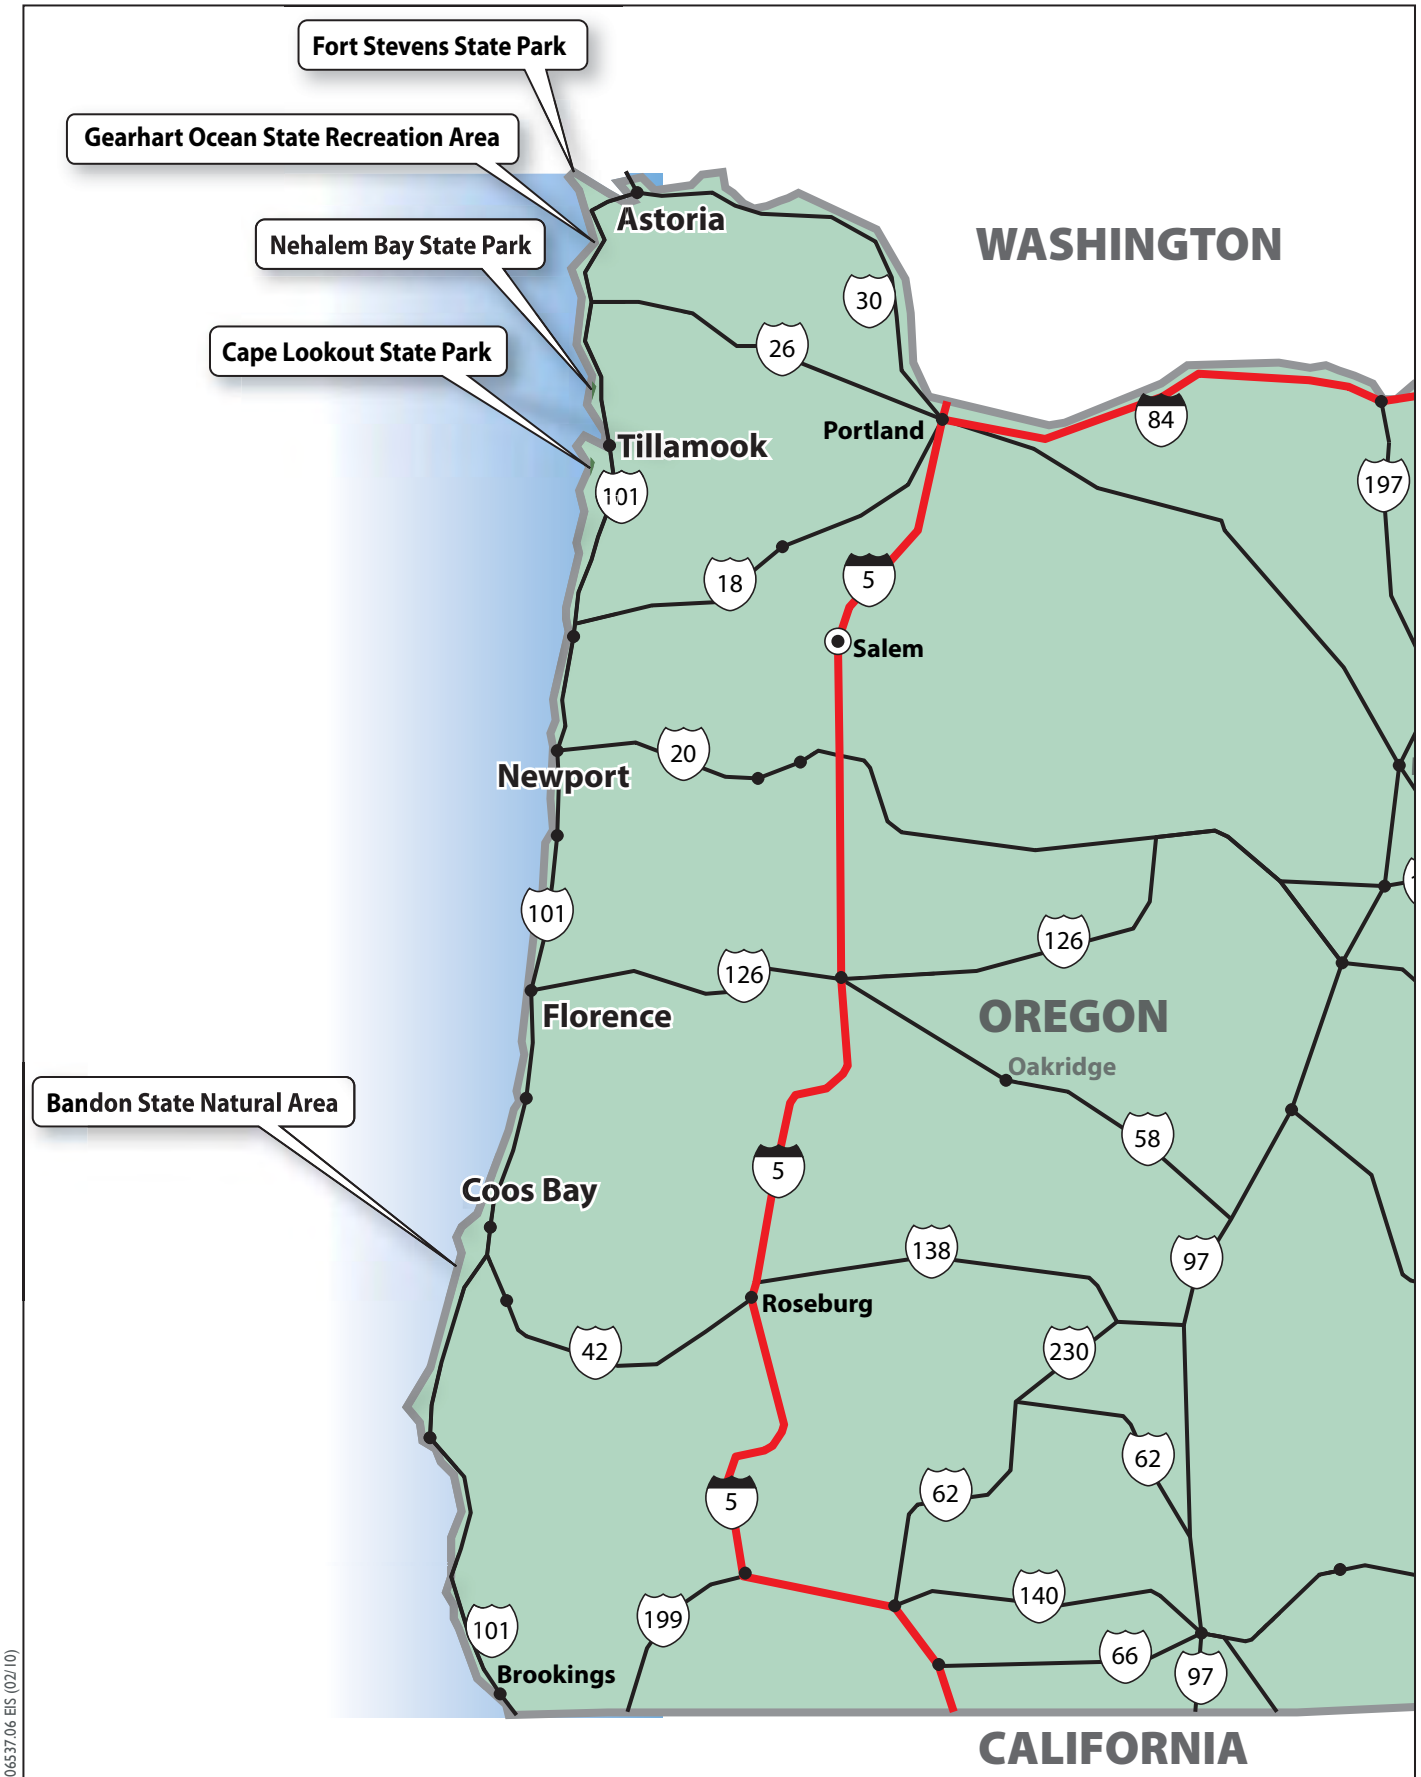 Fort Stevens State Park
Gearhart Ocean State Recreation Area
Astoria
Nehalem Bay State Park
WASHINGTON
30
26
Cape Lookout State Park
84
Portland
Tillamook
197
101
18
5
Salem
20
Newport
101
126
126
OREGON
Florence
Oakridge
Bandon State Natural Area
58
5
Coos Bay
138
97
Roseburg
42
230
62
62
5
140
199
101
66
Brookings
97
CALIFORNIA
06537.06 EIS (02/10)